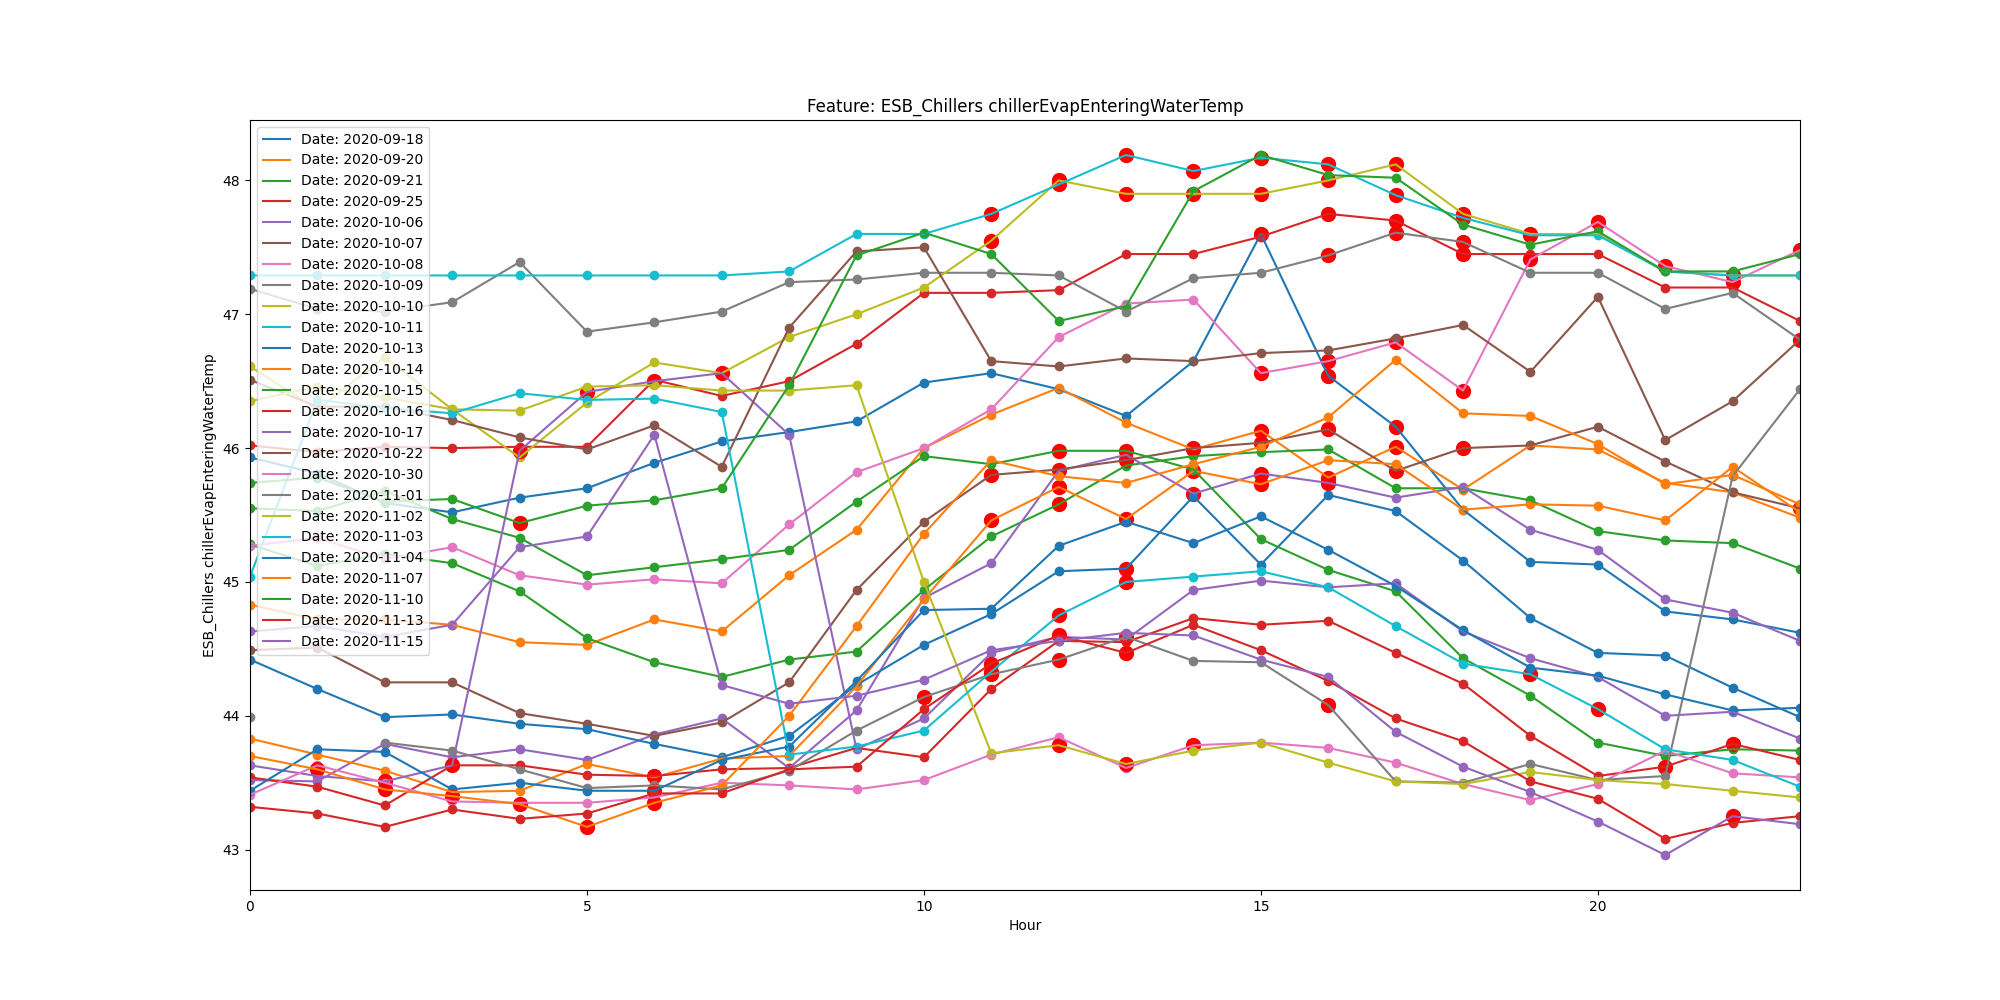 Feature: ESB_Chillers chillerEvapEnteringWaterTemp
Date: 2020-09-18
Date: 2020-09-20
Date: 2020-09-21
Date: 2020-09-25
Date: 2020-10-06
Date: 2020-10-07
Date: 2020-10-08
Date: 2020-10-09
Date: 2020-10-10
Date: 2020-10-11
Date: 2020-10-13
Date: 2020-10-14
Date: 2020-10-15
Date: 2020-10-16
Date: 2020-10-17
Date: 2020-10-22
Date: 2020-10-30
Date: 2020-11-01
Date: 2020-11-02
Date: 2020-11-03
Date: 2020-11-04
Date: 2020-11-07
Date: 2020-11-10
Date: 2020-11-13
Date: 2020-11-15
ESB_Chillers chillerEvapEnteringWaterTemp
48
47
46
45
44
43
0 5 10 15 20
Hour